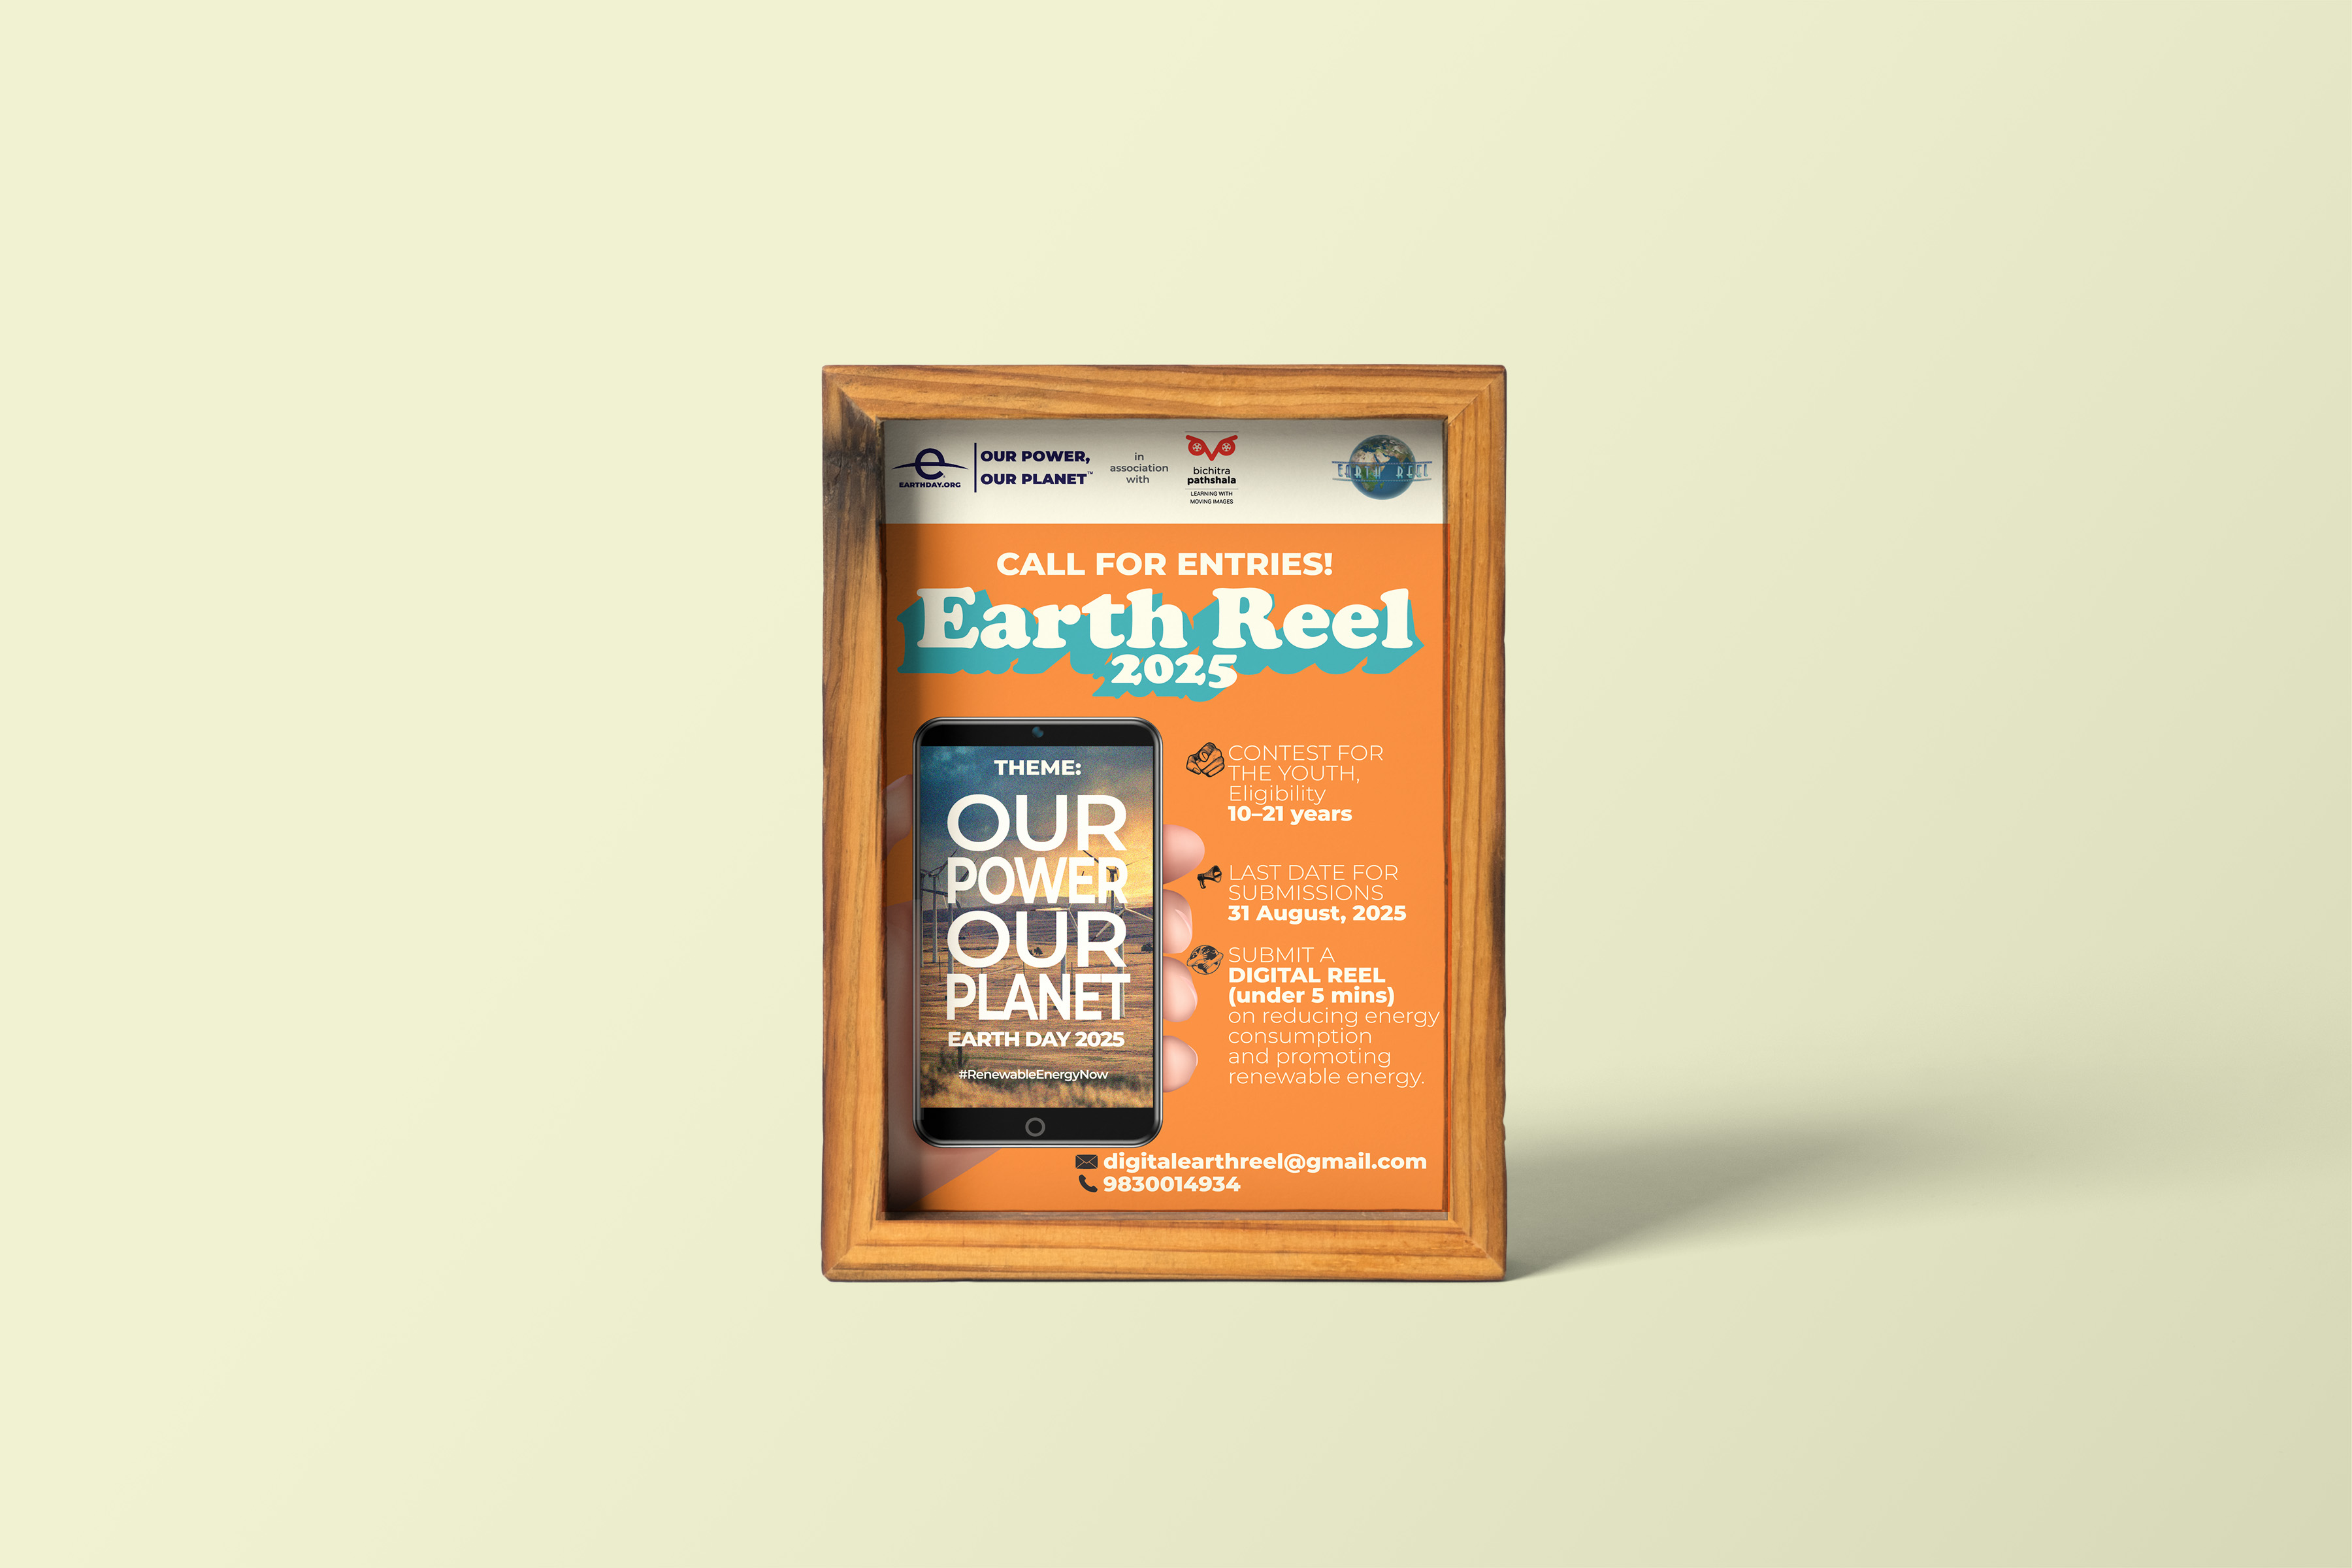 EARTHDAY.ORG
OUR POWER,
OUR PLANET™
in
association
with
bichitra
pathshala
LEARNING WITH
MOVING IMAGES
EARTH REEL
CALL FOR ENTRIES!
Earth Reel
2025
THEME:
OUR
POWER
OUR
PLANET
EARTH DAY 2025
#RenewableEnergyNow
CONTEST FOR
THE YOUTH,
Eligibility
10–21 years
LAST DATE FOR
SUBMISSIONS
31 August, 2025
SUBMIT A
DIGITAL REEL
(under 5 mins)
on reducing energy
consumption
and promoting
renewable energy.
digitalearthreel@gmail.com
9830014934